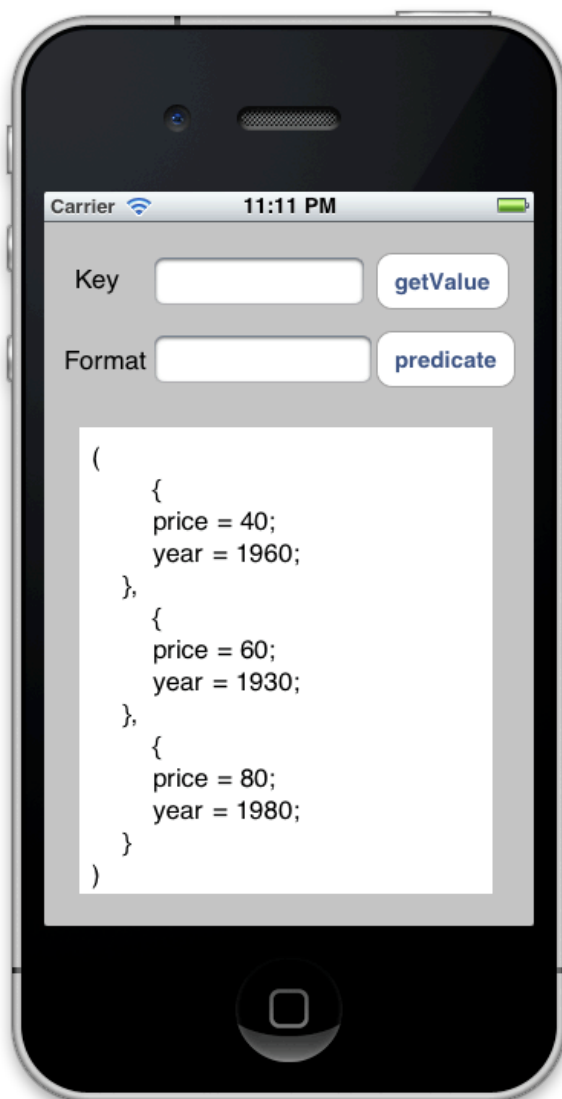 Carrier 11:11 PM
Key getValue
Format predicate
(
{
price = 40;
year = 1960;
},
{
price = 60;
year = 1930;
},
{
price = 80;
year = 1980;
}
)